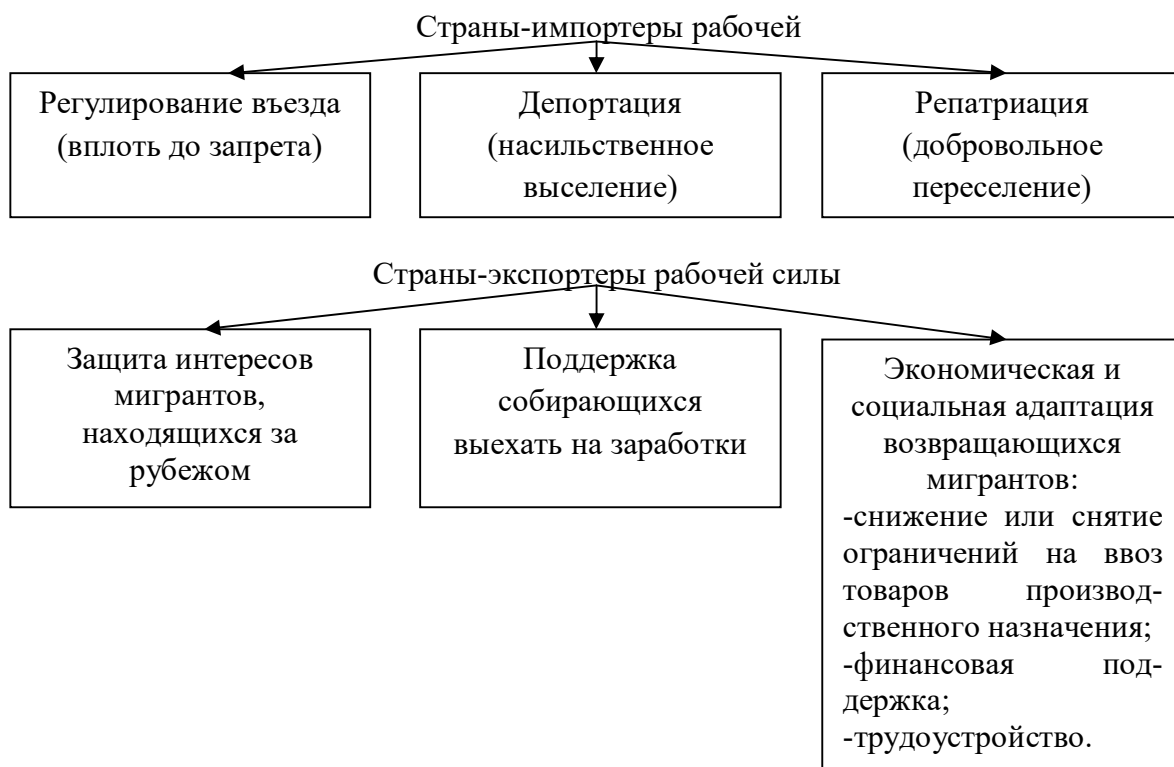 Страны-импортеры рабочей
Регулирование въезда
(вплоть до запрета)
Депортация
(насильственное
выселение)
Репатриация
(добровольное
переселение)
Страны-экспортеры рабочей силы
Защита интересов
мигрантов,
находящихся за
рубежом
Поддержка
собирающихся
выехать на заработки
Экономическая и
социальная адаптация
возвращающихся
мигрантов:
-снижение или снятие
ограничений на ввоз
товаров производ-
ственного назначения;
-финансовая под-
держка;
-трудоустройство.